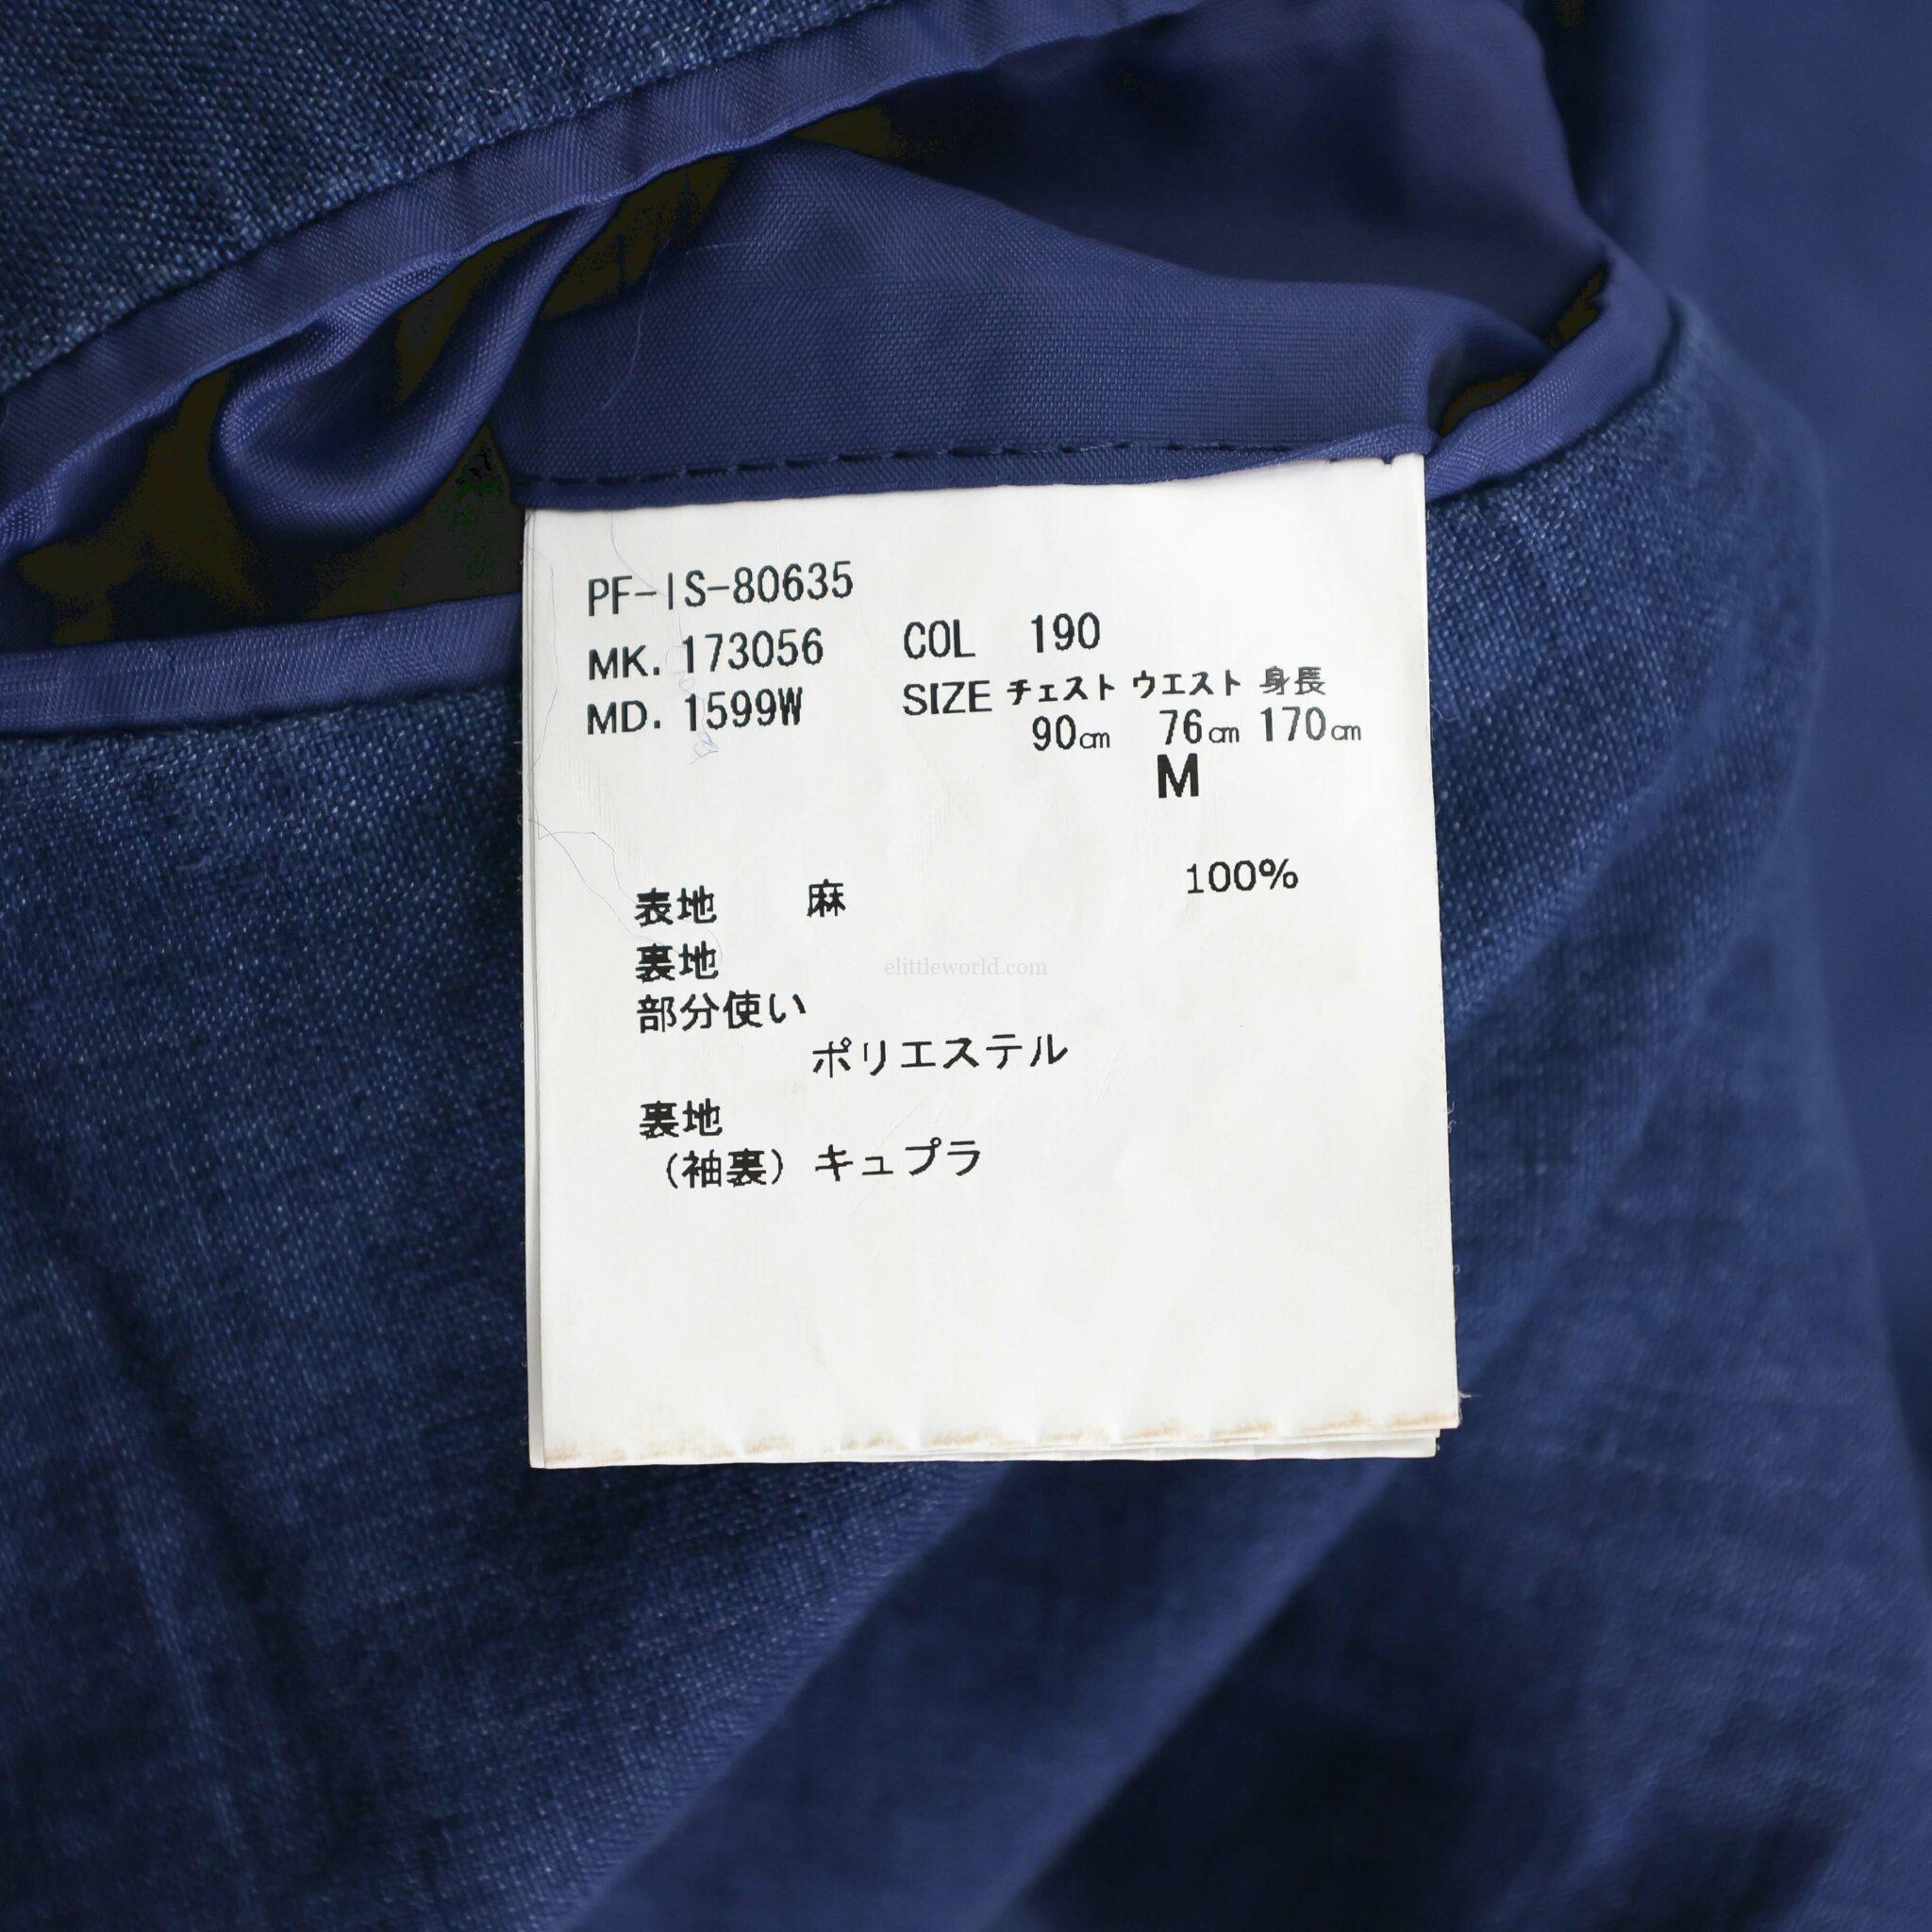 PF-IS-80635
MK. 173056 COL 190
MD. 1599W SIZE チェスト ウエスト 身長
90㎝ 76㎝ 170㎝
M
表地 麻 100%
裏地
部分使い
ポリエステル
裏地
(袖裏) キュプラ
elittleworld.com